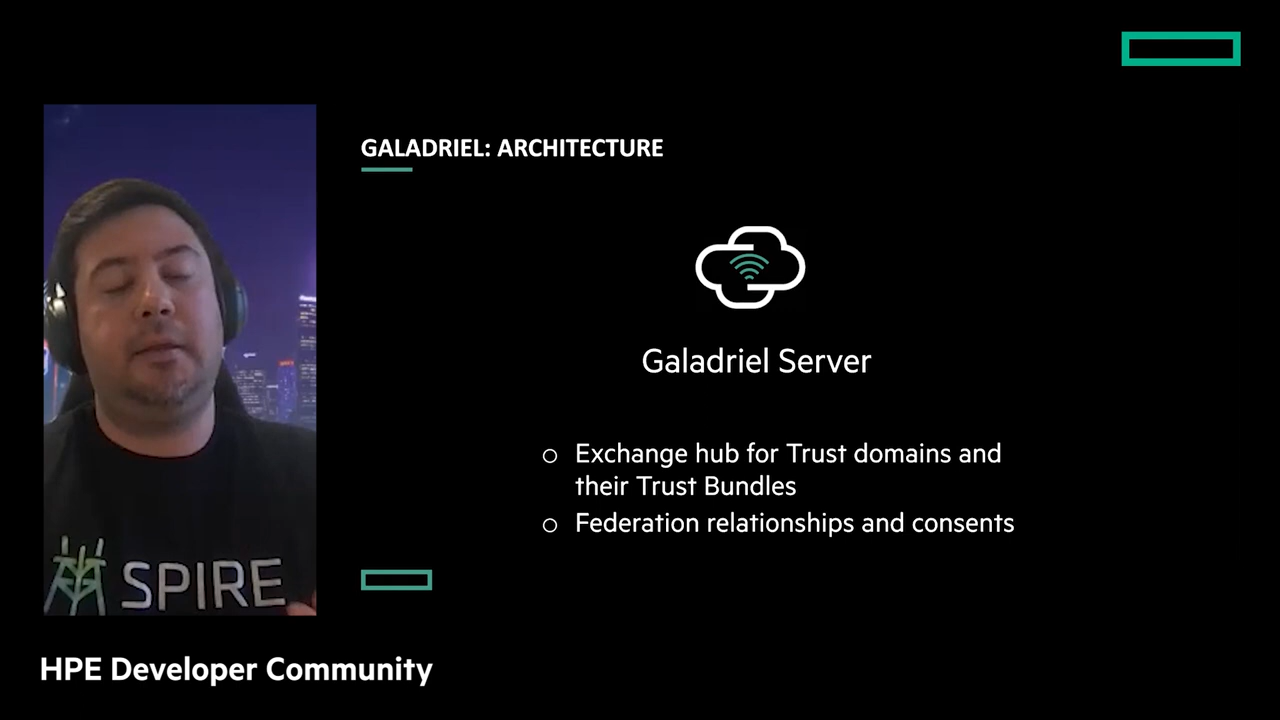 GALADRIEL: ARCHITECTURE
Galadriel Server
Exchange hub for Trust domains and
their Trust Bundles
Federation relationships and consents
SPIRE
HPE Developer Community